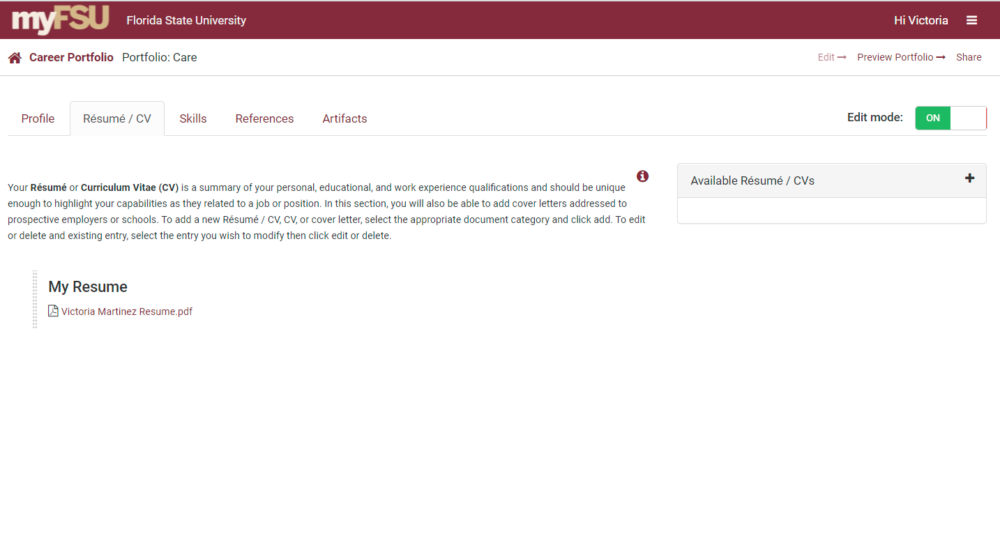 myFSU Florida State University Hi Victoria
Career Portfolio Portfolio: Care Edit Preview Portfolio Share
Profile Résumé / CV Skills References Artifacts Edit mode: ON
Available Résumé / CVs
Your Résumé or Curriculum Vitae (CV) is a summary of your personal, educational, and work experience qualifications and should be unique
enough to highlight your capabilities as they related to a job or position. In this section, you will also be able to add cover letters addressed to
prospective employers or schools. To add a new Résumé / CV, CV, or cover letter, select the appropriate document category and click add. To edit
or delete and existing entry, select the entry you wish to modify then click edit or delete.
My Resume
Victoria Martinez Resume.pdf